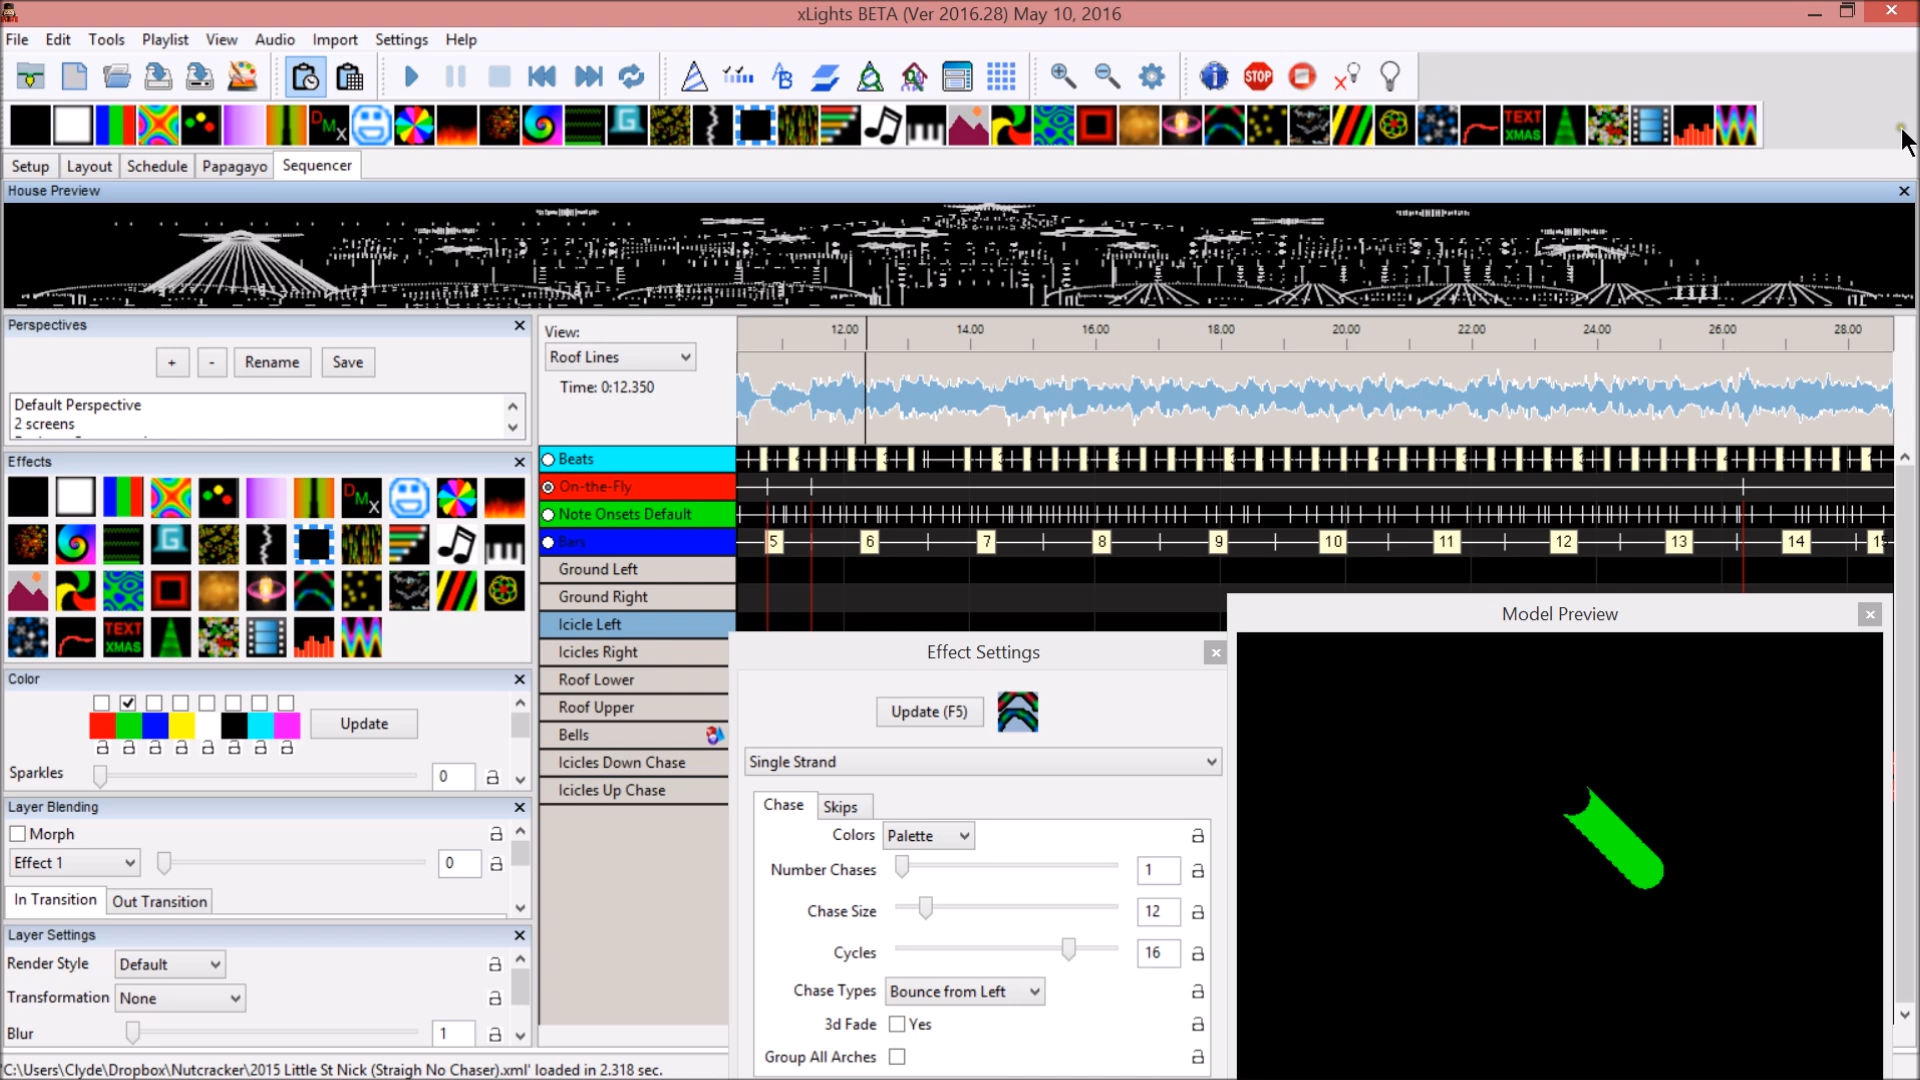 xLights BETA (Ver 2016.28) May 10, 2016
File Edit Tools Playlist View Audio Import Settings Help
DMX
TEXT XMAS
Setup Layout Schedule Papagayo Sequencer
House Preview
Perspectives
+ - Rename Save
Default Perspective
2 screens
Effects
DMX
TEXT XMAS
Color
Update
Sparkles 0
Layer Blending
Morph
Effect 1 0
In Transition Out Transition
Layer Settings
Render Style Default
Transformation None
Blur 1
View:
Roof Lines
Time: 0:12.350
12.00 14.00 16.00 18.00 20.00 22.00 24.00 26.00 28.00
Beats
On-the-Fly
Note Onsets Default
Bars
5 6 7 8 9 10 11 12 13 14 15
Ground Left
Ground Right
Icicle Left
Icicles Right
Roof Lower
Roof Upper
Bells
Icicles Down Chase
Icicles Up Chase
Effect Settings
Update (F5)
Single Strand
Chase Skips
Colors Palette
Number Chases 1
Chase Size 12
Cycles 16
Chase Types Bounce from Left
3d Fade Yes
Group All Arches
Model Preview
'C:\Users\Clyde\Dropbox\Nutcracker\2015 Little St Nick (Straigh No Chaser).xml' loaded in 2.318 sec.